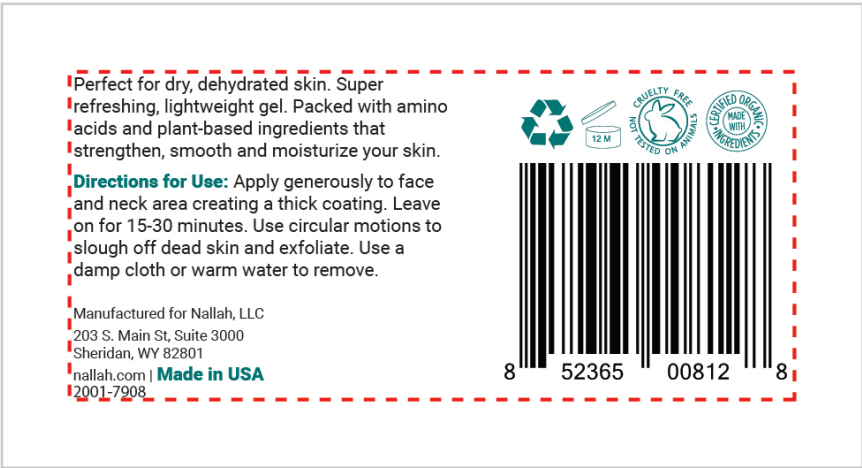 Perfect for dry, dehydrated skin. Super
refreshing, lightweight gel. Packed with amino
acids and plant-based ingredients that
strengthen, smooth and moisturize your skin.
Directions for Use: Apply generously to face
and neck area creating a thick coating. Leave
on for 15-30 minutes. Use circular motions to
slough off dead skin and exfoliate. Use a
damp cloth or warm water to remove.
Manufactured for Nallah, LLC
203 S. Main St, Suite 3000
Sheridan, WY 82801
nallah.com | Made in USA
2001-7908
12 M
CRUELTY FREE
NOT TESTED ON ANIMALS
CERTIFIED ORGANIC
MADE
WITH
INGREDIENTS
8 52365 00812 8